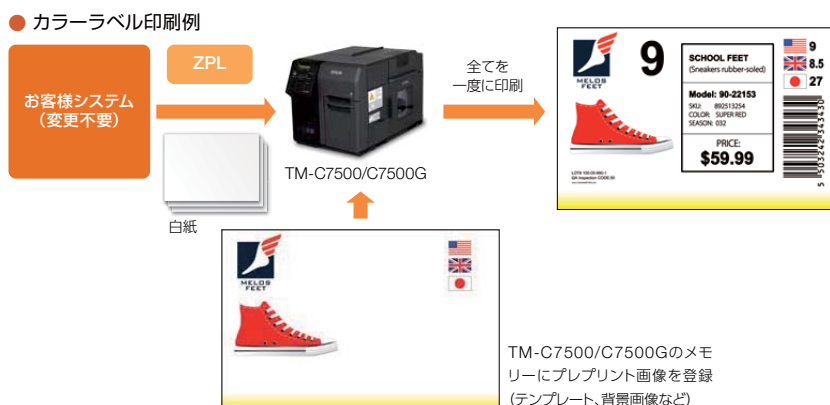 カラーラベル印刷例
お客様システム
（変更不要）
ZPL
白紙
EPSON
TM-C7500/C7500G
全てを
一度に印刷
MELOS
FEET
9
SCHOOL FEET
(Sneakers rubber-soled)
Model: 90-22153
SKU: 892513254
COLOR: SUPER RED
SEASON: 032
PRICE:
$59.99
9
8.5
27
5 503242 343430
MELOS
FEET
TM-C7500/C7500Gのメモ
リーにプレプリント画像を登録
（テンプレート、背景画像など）